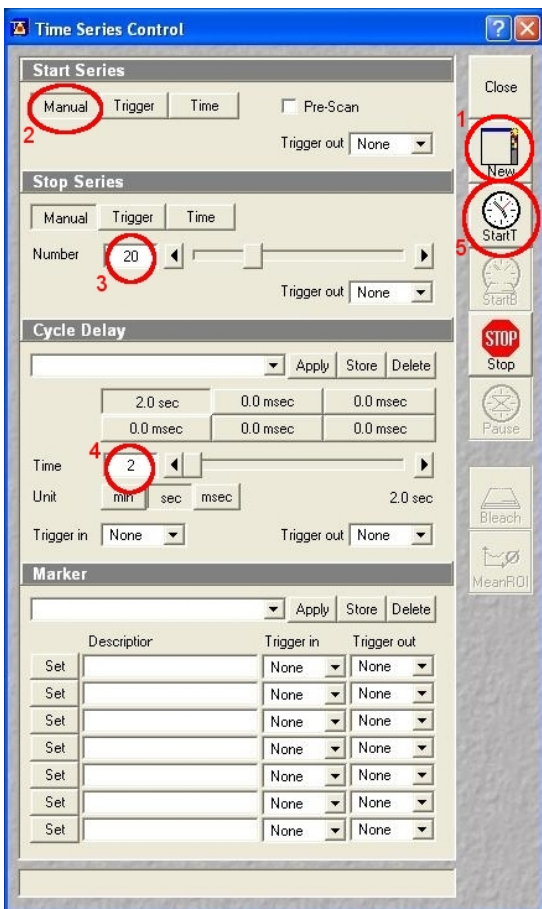 Time Series Control
Start Series
Close
Manual Trigger Time Pre-Scan
1
2
Trigger out None
New
Stop Series
Manual Trigger Time
StartT
5
Number 20
3
Trigger out None
StartB
Cycle Delay
STOP
Stop
Apply Store Delete
2.0 sec 0.0 msec 0.0 msec
0.0 msec 0.0 msec 0.0 msec
Pause
4
Time 2
Unit min sec msec 2.0 sec
Bleach
Trigger in None Trigger out None
Marker
MeanROI
Apply Store Delete
Descriptior Trigger in Trigger out
Set None None
Set None None
Set None None
Set None None
Set None None
Set None None
Set None None